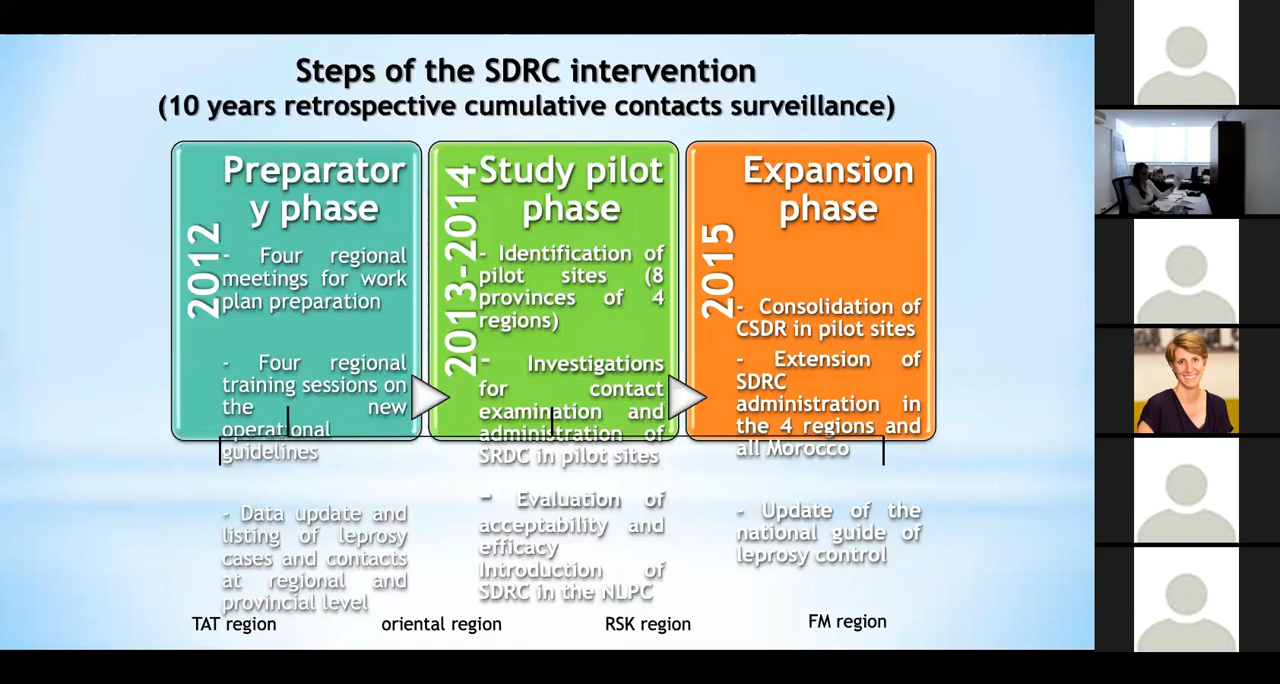 Steps of the SDRC intervention
(10 years retrospective cumulative contacts surveillance)
2012
Preparator
y phase
- Four regional
meetings for work
plan preparation
- Four regional
training sessions on
the new
operational
guidelines
- Data update and
listing of leprosy
cases and contacts
at regional and
provincial level
2013-2014
Study pilot
phase
- Identification of
pilot sites (8
provinces of 4
regions)
- Investigations
for contact
examination and
administration of
SRDC in pilot sites
- Evaluation of
acceptability and
efficacy
Introduction of
SDRC in the NLPC
2015
Expansion
phase
- Consolidation of
CSDR in pilot sites
- Extension of
SDRC
administration in
the 4 regions and
all Morocco
- Update of the
national guide of
leprosy control
TAT region
oriental region
RSK region
FM region